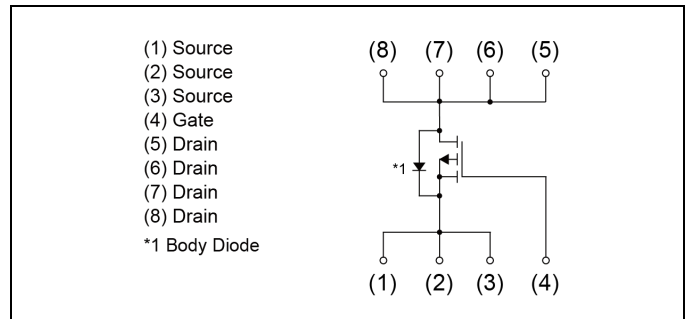 (1) Source
(2) Source
(3) Source
(4) Gate
(5) Drain
(6) Drain
(7) Drain
(8) Drain
*1 Body Diode
(8) (7) (6) (5)
*1
(1) (2) (3) (4)